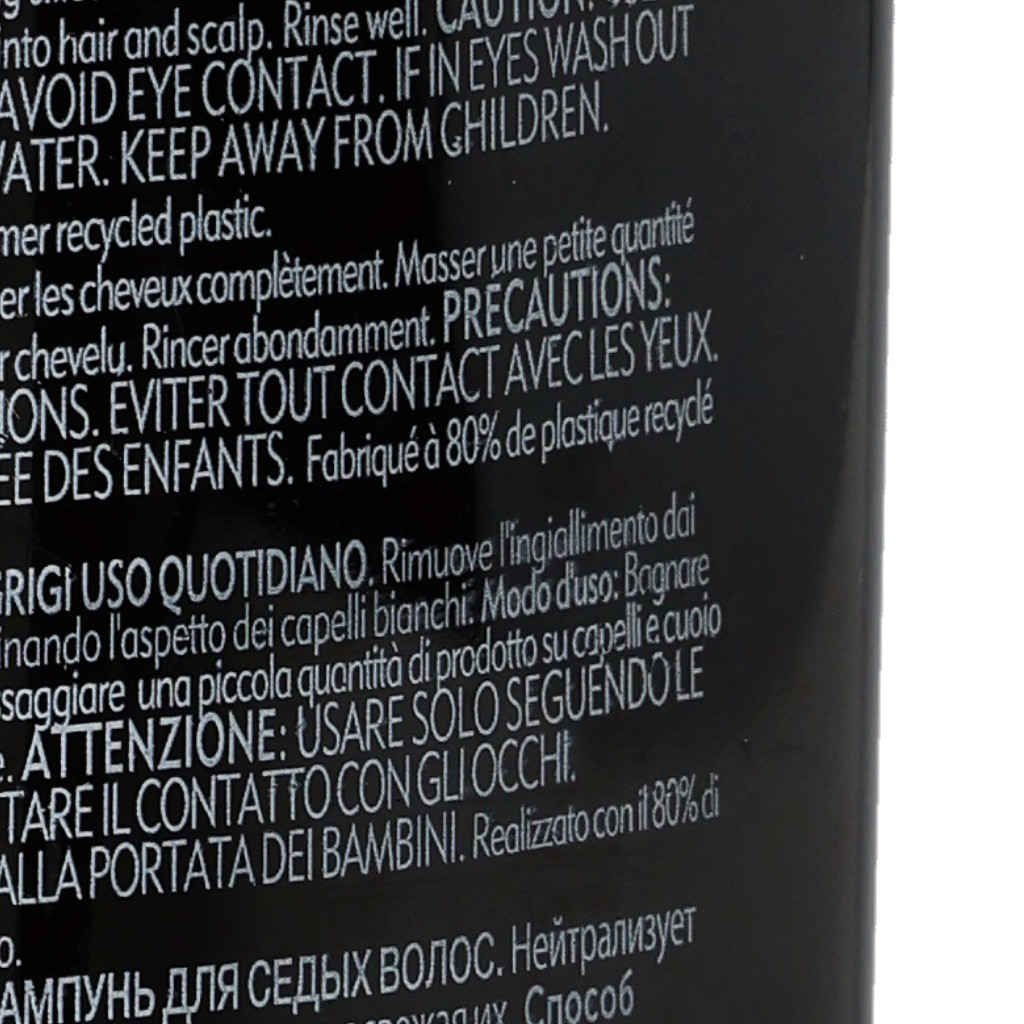 into hair and scalp. Rinse well. CAUTION:
AVOID EYE CONTACT. IF IN EYES WASH OUT
WATER. KEEP AWAY FROM CHILDREN.
mer recycled plastic.
er les cheveux complètement. Masser une petite quantité
r chevelu. Rincer abondamment. PRÉCAUTIONS:
IONS. ÉVITER TOUT CONTACT AVEC LES YEUX.
ÉE DES ENFANTS. Fabriqué à 80% de plastique recyclé
GRIGI USO QUOTIDIANO. Rimuove l'ingiallimento dai
inando l'aspetto dei capelli bianchi. Modo d'uso: Bagnare
ssaggiare una piccola quantità di prodotto su capelli e cuoio
e. ATTENZIONE: USARE SOLO SEGUENDO LE
TARE IL CONTATTO CON GLI OCCHI.
ALLA PORTATA DEI BAMBINI. Realizzato con il 80% di
o.
АМПУНЬ ДЛЯ СЕДЫХ ВОЛОС. Нейтрализует
Способ